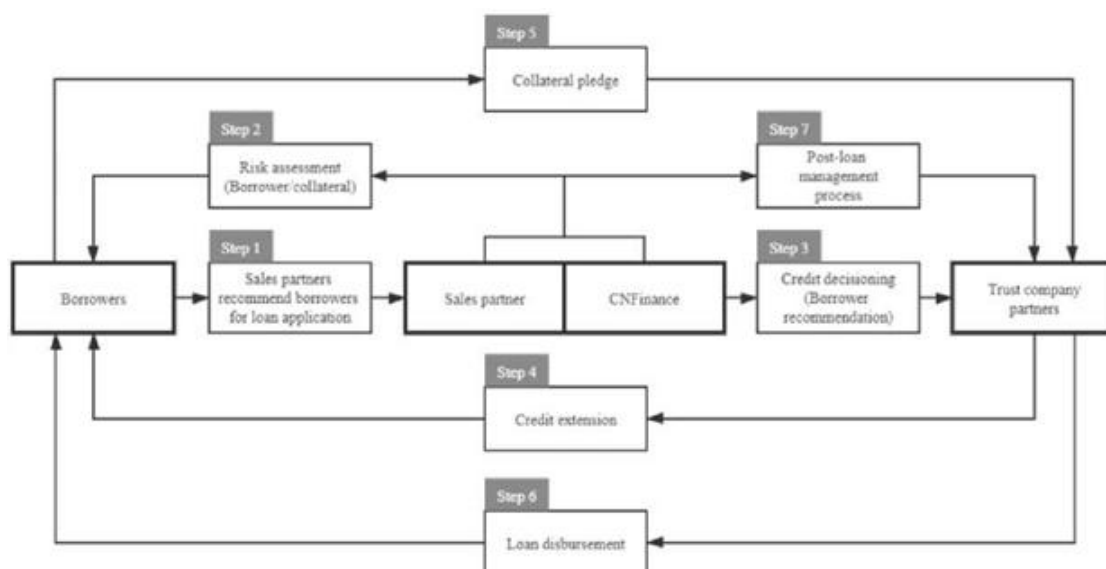 Step 5
Collateral pledge
Step 2
Risk assessment
(Borrower/collateral)
Step 7
Post-loan
management
process
Borrowers
Step 1
Sales partners
recommend borrowers
for loan application
Sales partner
CNFinance
Step 3
Credit decisioning
(Borrower
recommendation)
Trust company
partners
Step 4
Credit extension
Step 6
Loan disbursement